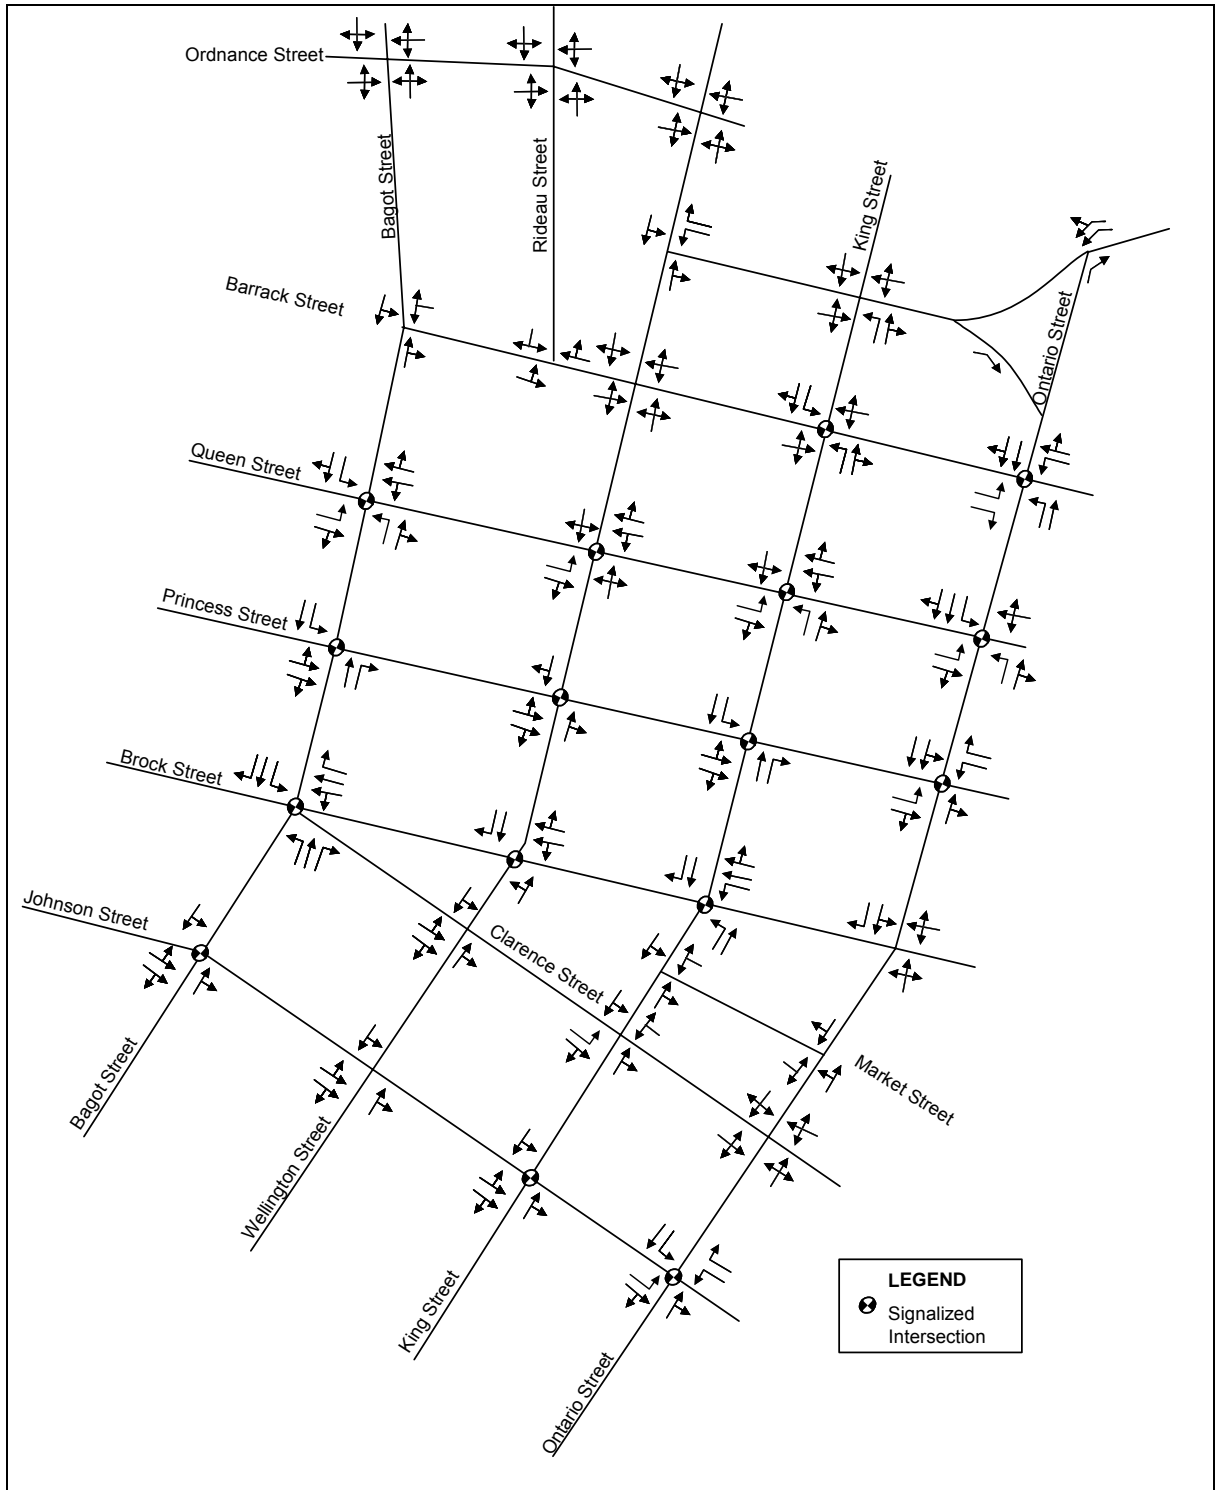 Ordnance Street
Bagot Street
Rideau Street
King Street
Barrack Street
Ontario Street
Queen Street
Princess Street
Brock Street
Johnson Street
Clarence Street
Market Street
Bagot Street
Wellington Street
King Street
Ontario Street
LEGEND
Signalized
Intersection